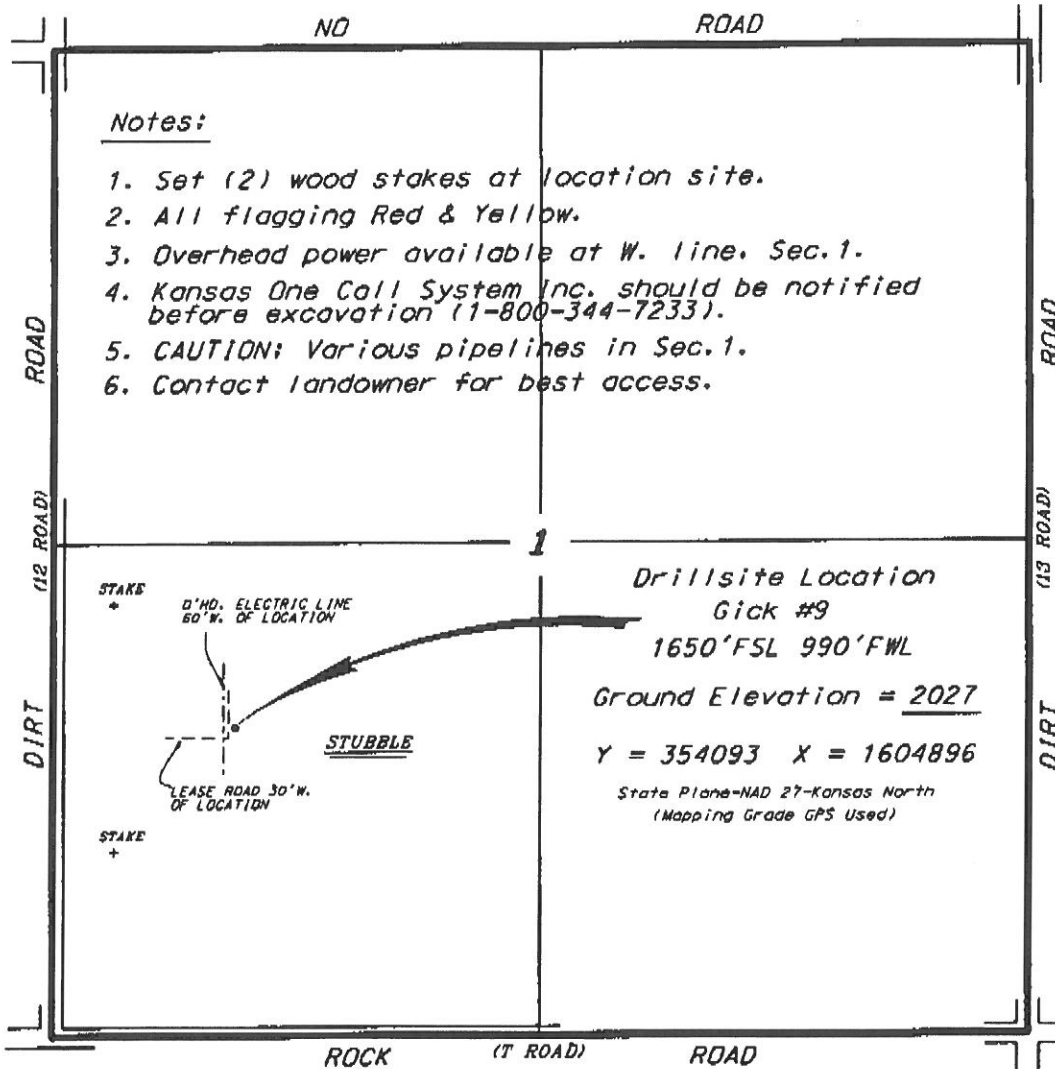 NO ROAD
Notes:
1. Set (2) wood stakes at location site.
2. All flagging Red & Yellow.
3. Overhead power available at W. line. Sec.1.
4. Kansas One Call System Inc. should be notified
before excavation (1-800-344-7233).
5. CAUTION: Various pipelines in Sec.1.
6. Contact landowner for best access.
ROAD
(12 ROAD)
DIRT
ROAD
(13 ROAD)
DIRT
1
STAKE
O'HD. ELECTRIC LINE
60'W. OF LOCATION
STUBBLE
LEASE ROAD 30'W.
OF LOCATION
STAKE
Drillsite Location
Gick #9
1650'FSL 990'FWL
Ground Elevation = 2027
Y = 354093 X = 1604896
State Plane-NAD 27-Kansas North
(Mapping Grade GPS Used)
ROCK (T ROAD) ROAD